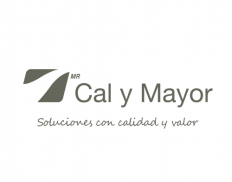 MR
Cal y Mayor
Soluciones con calidad y valor